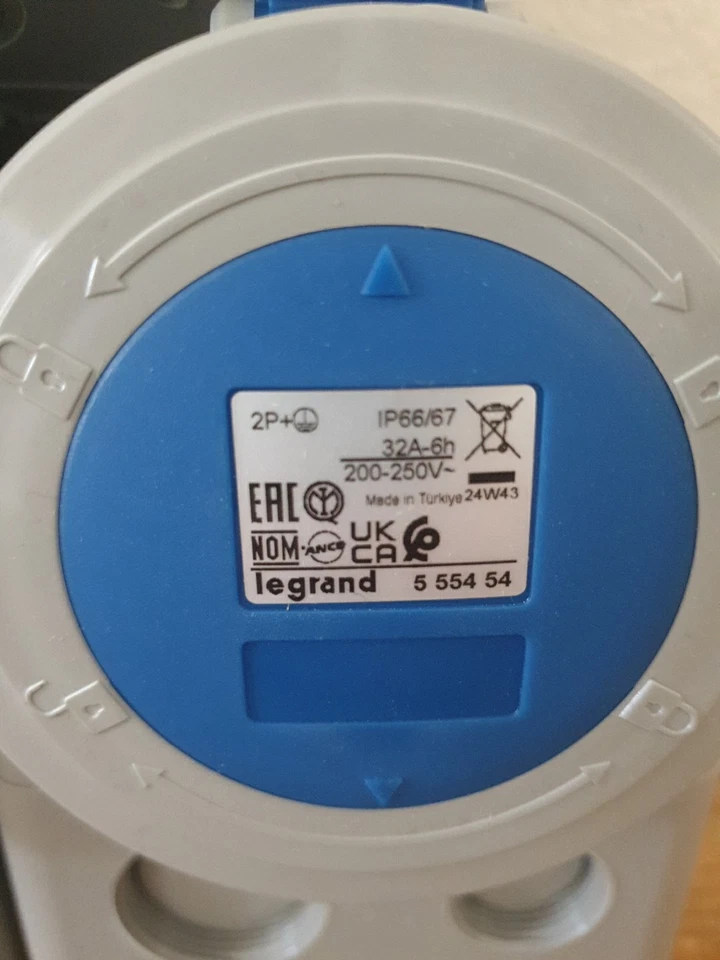 2P+⏚ IP66/67
32A-6h
200-250V~
Made in Türkiye 24W43
EAC
NOM ANCE UK CA
legrand 5 554 54